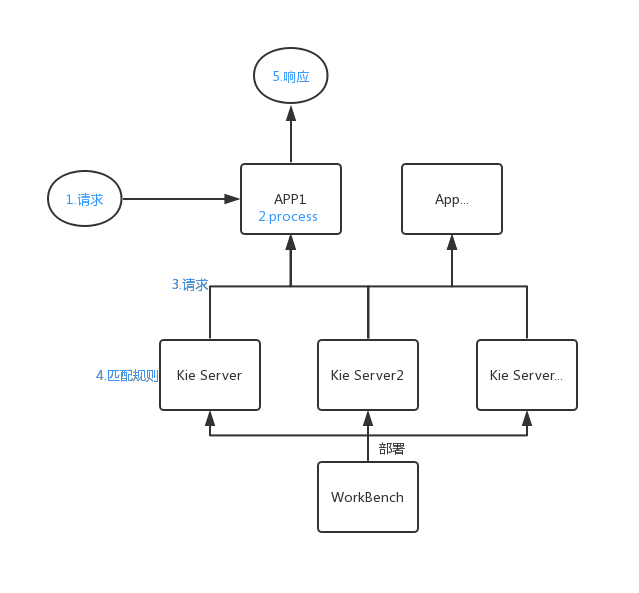 5.响应
1.请求
APP1
2.process
App...
3.请求
4.匹配规则
Kie Server
Kie Server2
Kie Server...
部署
WorkBench